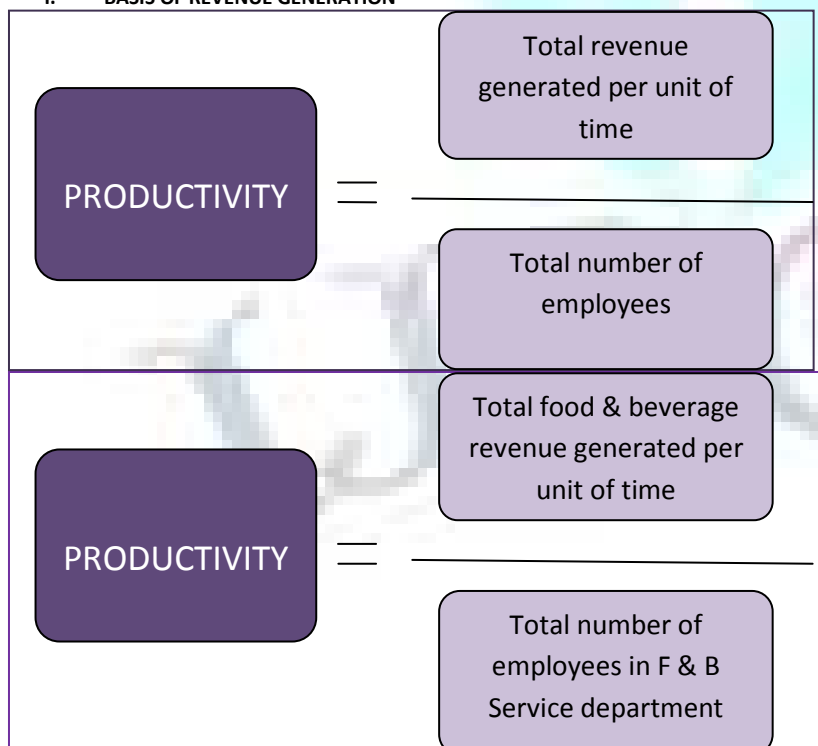 I. BASIS OF REVENUE GENERATION
Total revenue
generated per unit of
time
PRODUCTIVITY =
Total number of
employees
Total food & beverage
revenue generated per
unit of time
PRODUCTIVITY =
Total number of
employees in F & B
Service department